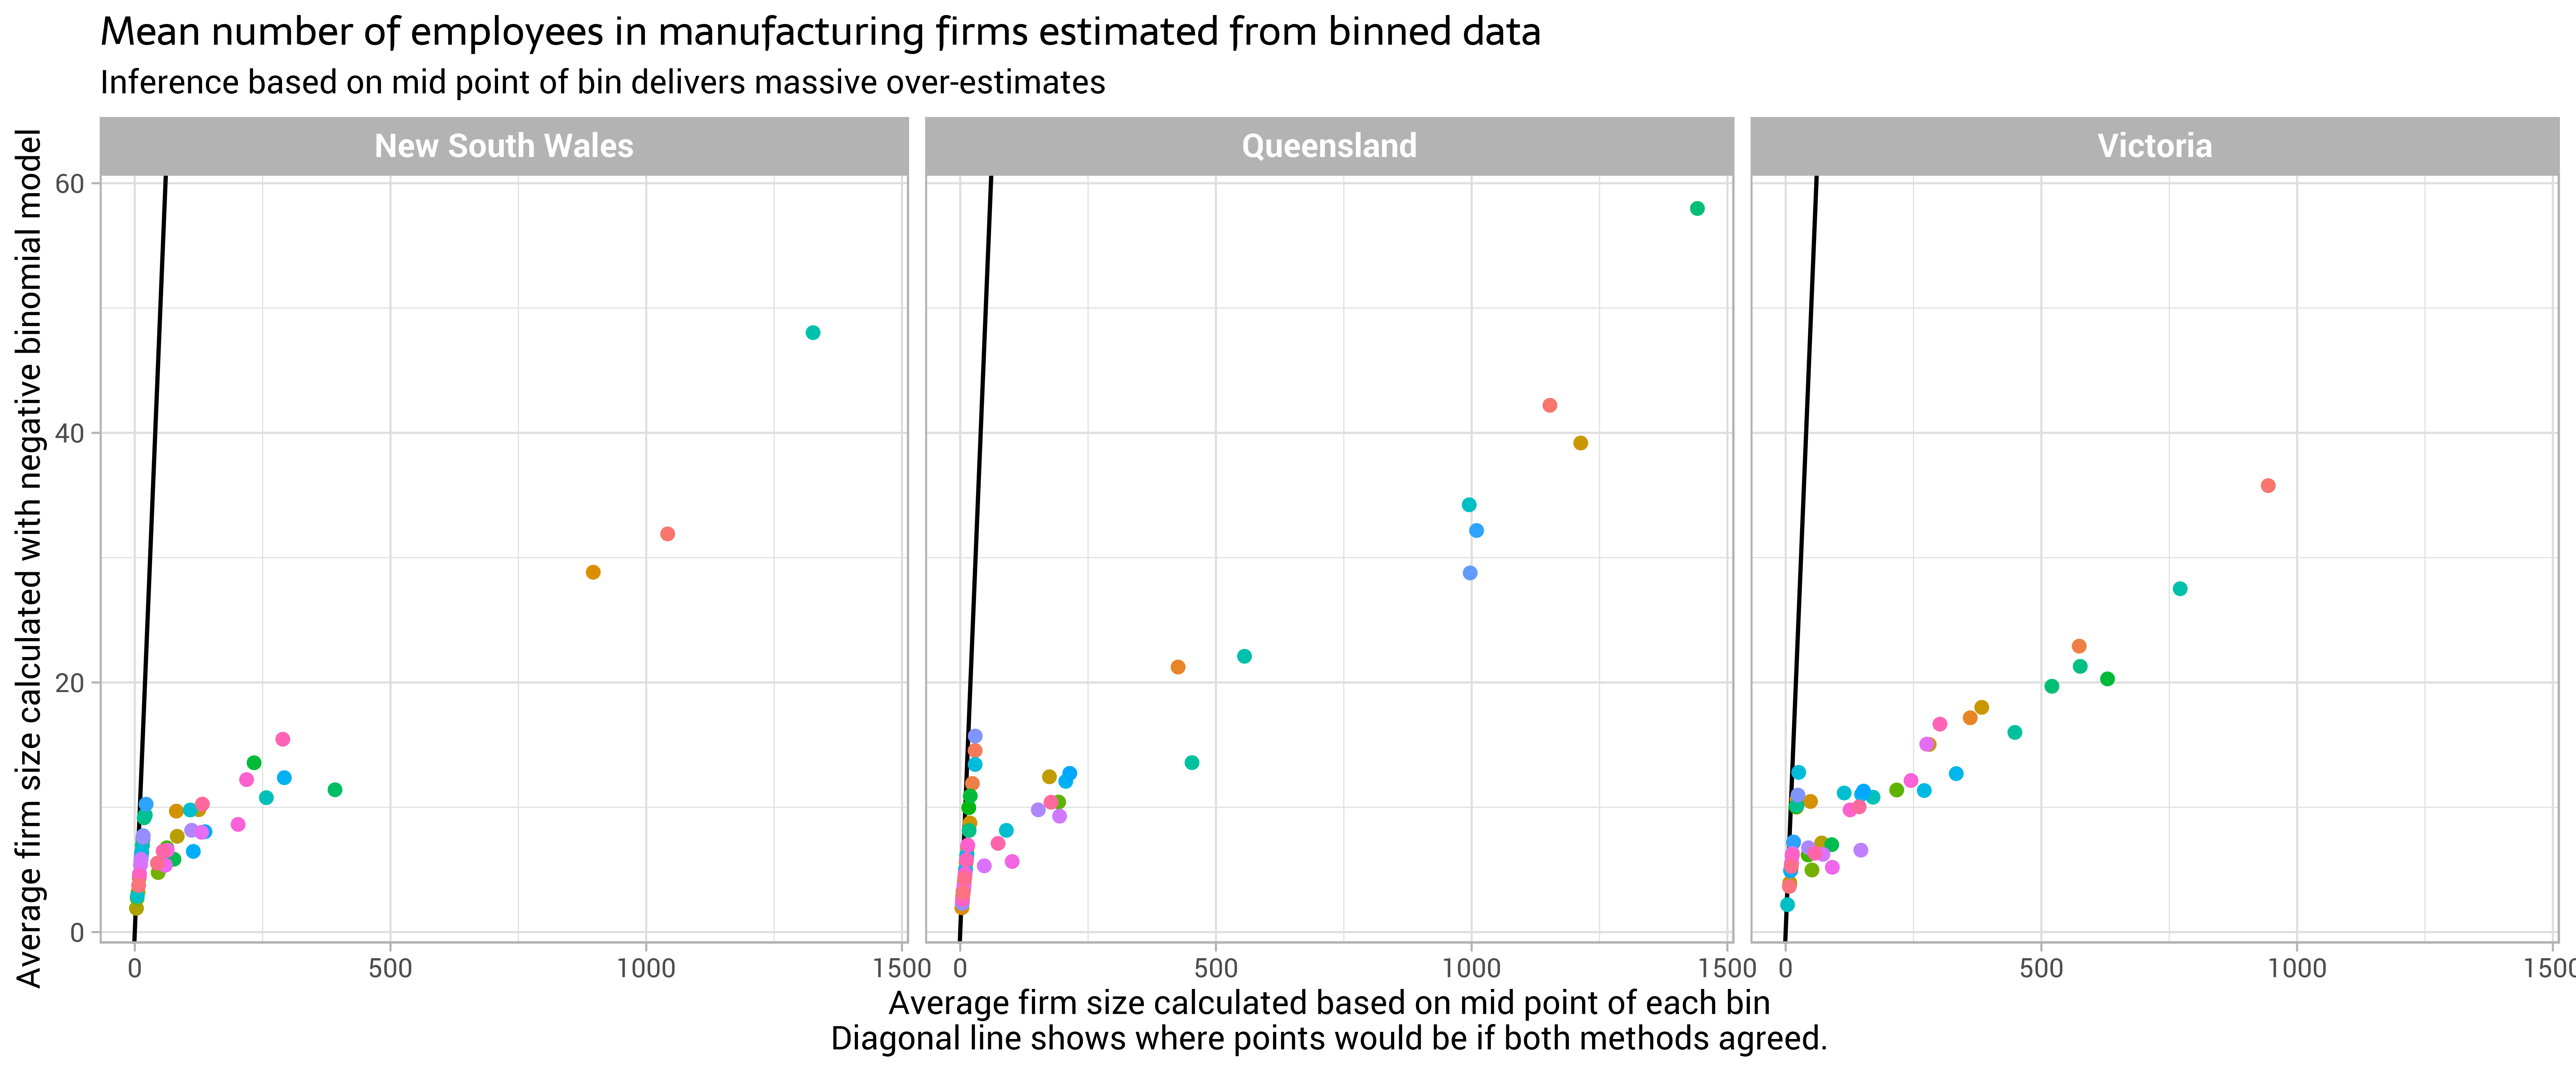 Mean number of employees in manufacturing firms estimated from binned data
Inference based on mid point of bin delivers massive over-estimates
New South Wales
Queensland
Victoria
Average firm size calculated with negative binomial model
60
40
20
0
0 500 1000 1500
0 500 1000 1500
0 500 1000 1500
Average firm size calculated based on mid point of each bin
Diagonal line shows where points would be if both methods agreed.